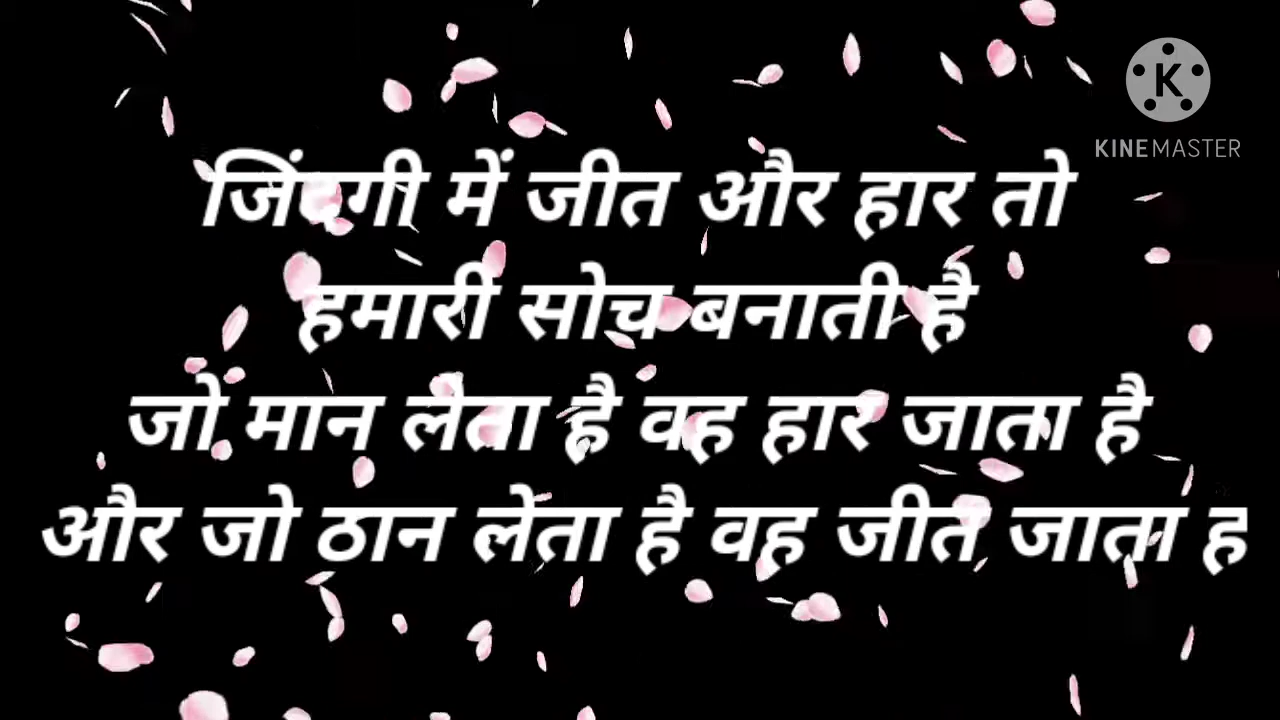 KINEMASTER
जिंदगी में जीत और हार तो
हमारी सोच बनाती है
जो मान लेता है वह हार जाता है
और जो ठान लेता है वह जीत जाता ह